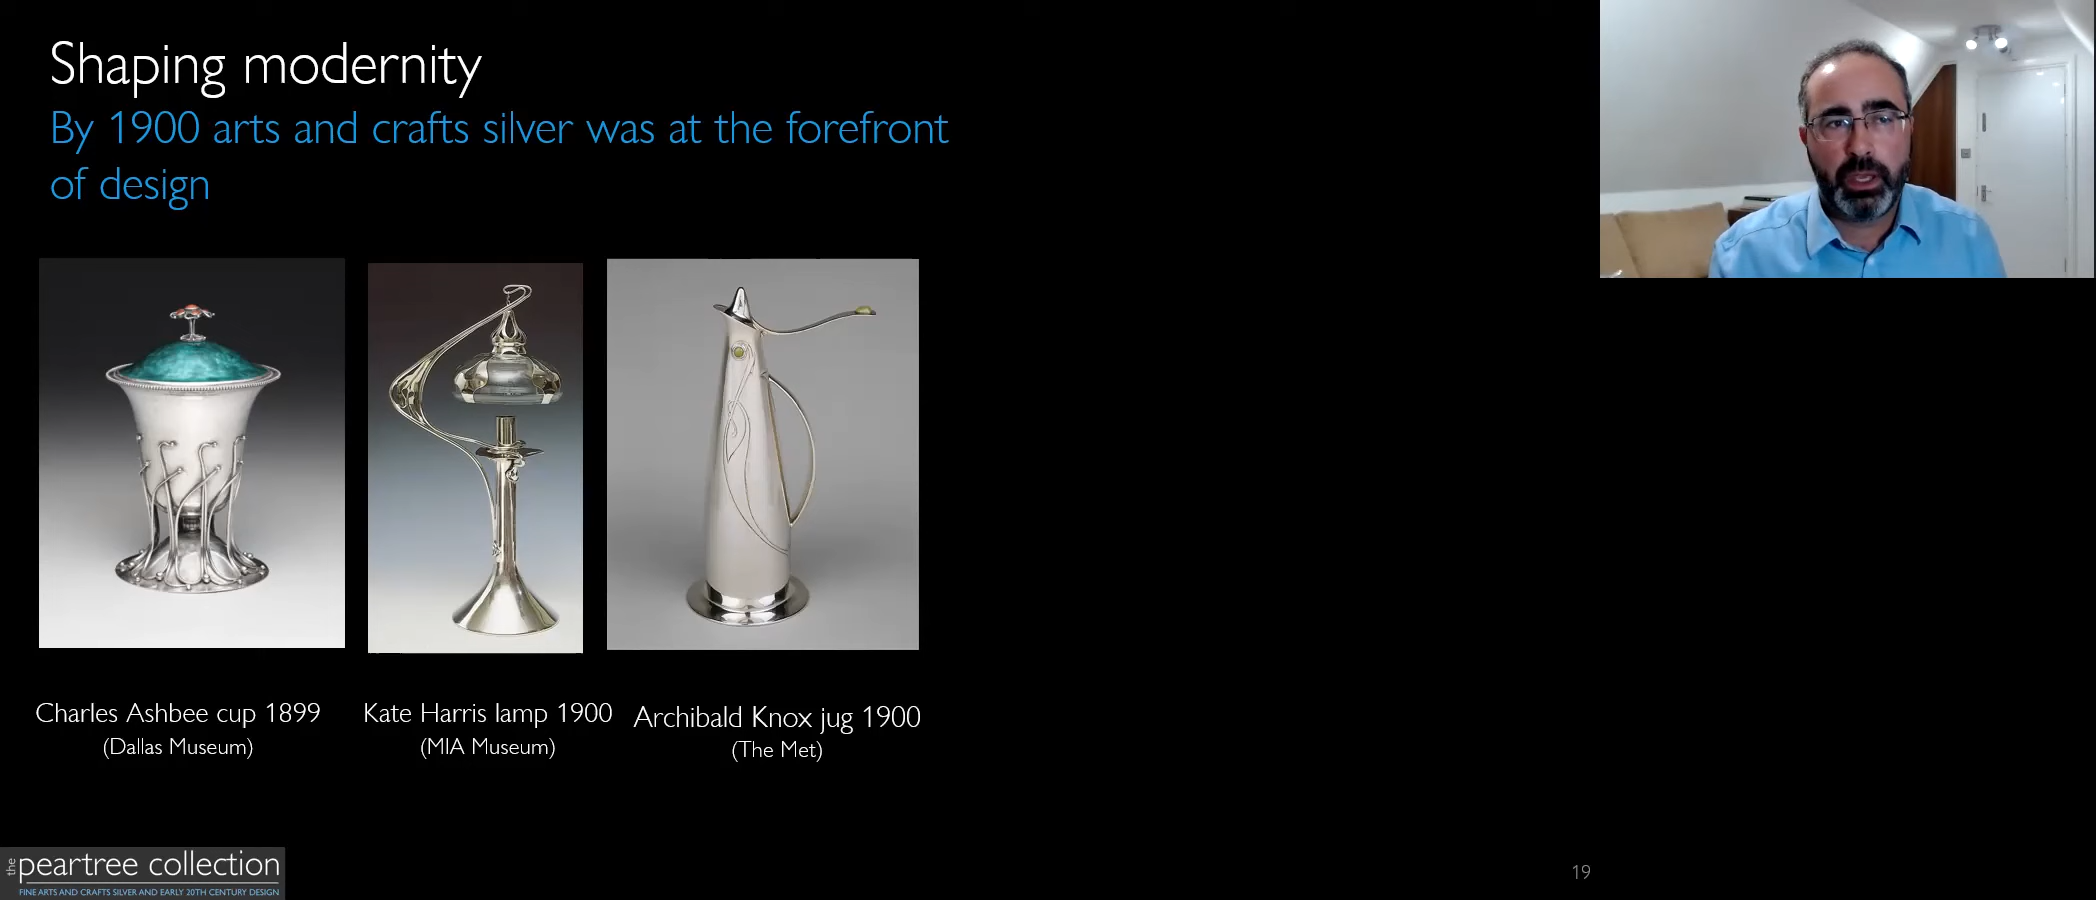 Shaping modernity
By 1900 arts and crafts silver was at the forefront
of design
Charles Ashbee cup 1899
(Dallas Museum)
Kate Harris lamp 1900
(MIA Museum)
Archibald Knox jug 1900
(The Met)
the peartree collection
FINE ARTS AND CRAFTS SILVER AND EARLY 20TH CENTURY DESIGN
19